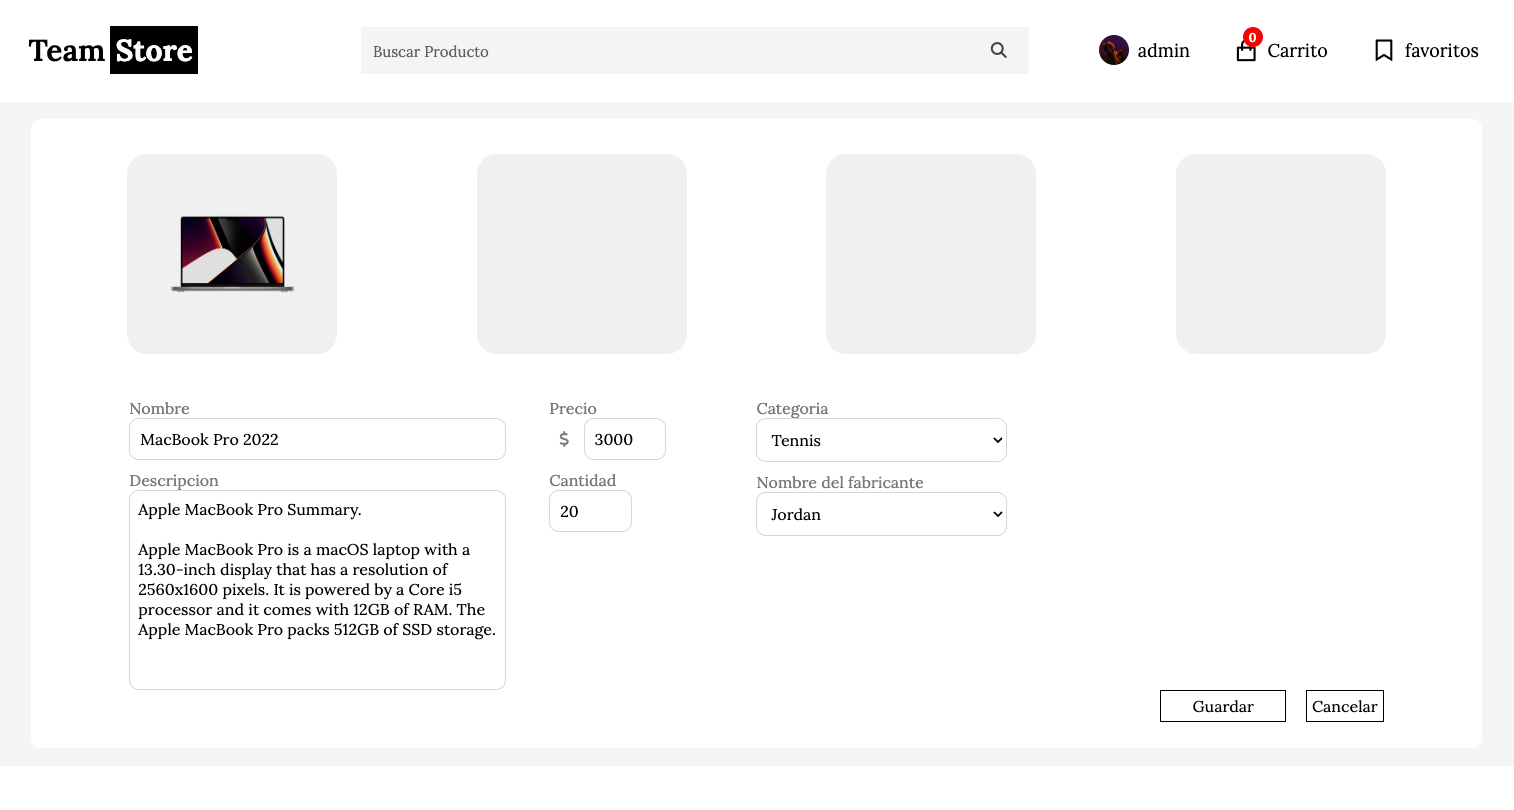 Team Store
Buscar Producto
admin
0
Carrito
favoritos
Nombre
MacBook Pro 2022
Descripcion
Apple MacBook Pro Summary.
Apple MacBook Pro is a macOS laptop with a
13.30-inch display that has a resolution of
2560x1600 pixels. It is powered by a Core i5
processor and it comes with 12GB of RAM. The
Apple MacBook Pro packs 512GB of SSD storage.
Precio
$ 3000
Cantidad
20
Categoria
Tennis
Nombre del fabricante
Jordan
Guardar
Cancelar